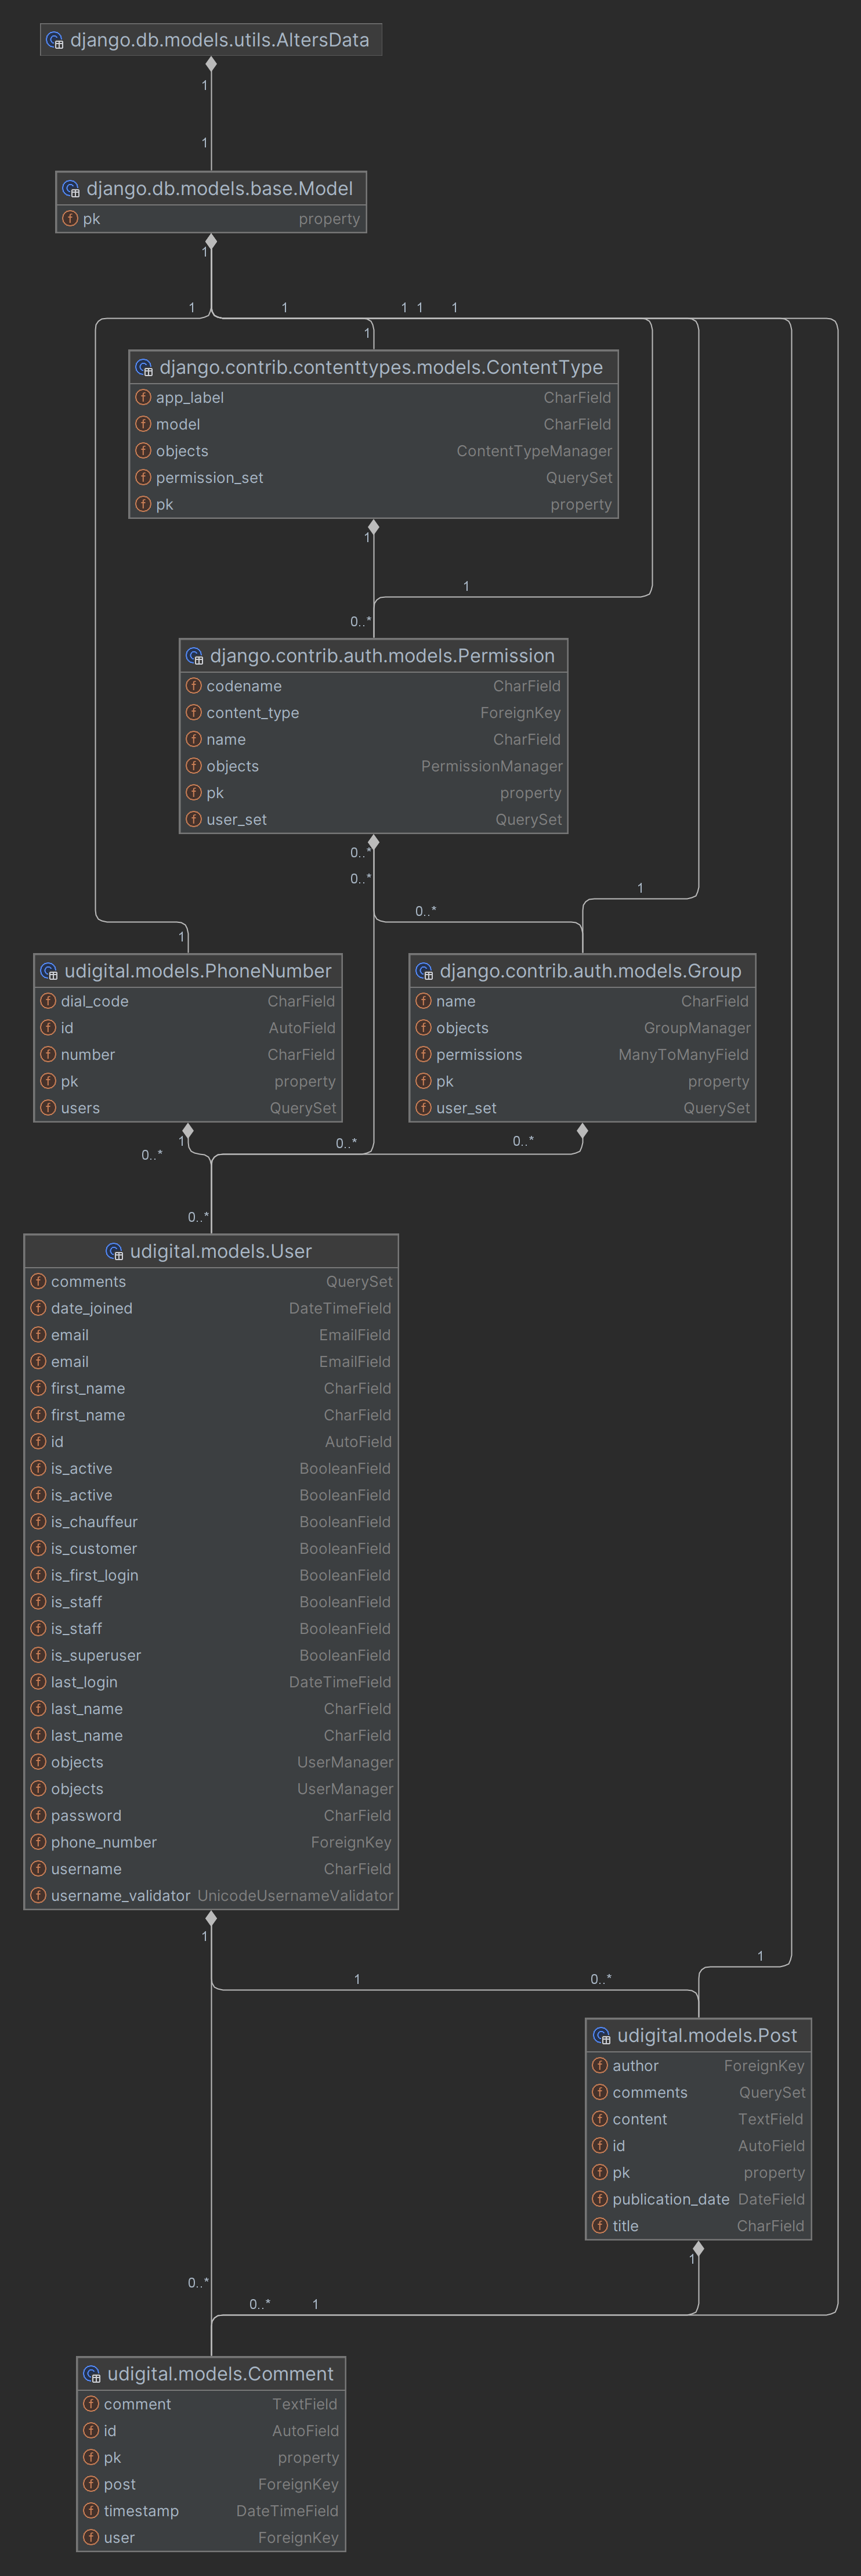 django.db.models.utils.AltersData
1
1
django.db.models.base.Model
pk property
1
1 1 1 1 1
1
django.contrib.contenttypes.models.ContentType
app_label CharField
model CharField
objects ContentTypeManager
permission_set QuerySet
pk property
1
1
0..*
django.contrib.auth.models.Permission
codename CharField
content_type ForeignKey
name CharField
objects PermissionManager
pk property
user_set QuerySet
0..*
0..*
1
0..*
1
udigital.models.PhoneNumber
dial_code CharField
id AutoField
number CharField
pk property
users QuerySet
django.contrib.auth.models.Group
name CharField
objects GroupManager
permissions ManyToManyField
pk property
user_set QuerySet
1 0..* 0..*
0..*
0..*
udigital.models.User
comments QuerySet
date_joined DateTimeField
email EmailField
email EmailField
first_name CharField
first_name CharField
id AutoField
is_active BooleanField
is_active BooleanField
is_chauffeur BooleanField
is_customer BooleanField
is_first_login BooleanField
is_staff BooleanField
is_staff BooleanField
is_superuser BooleanField
last_login DateTimeField
last_name CharField
last_name CharField
objects UserManager
objects UserManager
password CharField
phone_number ForeignKey
username CharField
username_validator UnicodeUsernameValidator
1
1
1 0..*
udigital.models.Post
author ForeignKey
comments QuerySet
content TextField
id AutoField
pk property
publication_date DateField
title CharField
1
0..*
0..* 1
udigital.models.Comment
comment TextField
id AutoField
pk property
post ForeignKey
timestamp DateTimeField
user ForeignKey